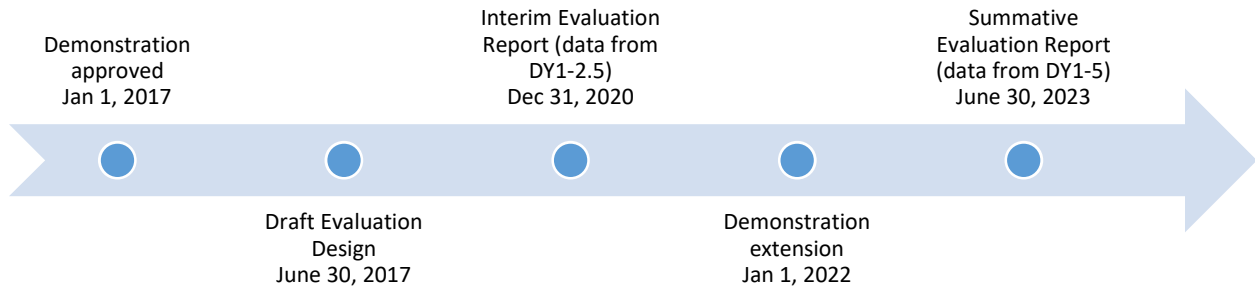 Demonstration
approved
Jan 1, 2017
Draft Evaluation
Design
June 30, 2017
Interim Evaluation
Report (data from
DY1-2.5)
Dec 31, 2020
Demonstration
extension
Jan 1, 2022
Summative
Evaluation Report
(data from DY1-5)
June 30, 2023